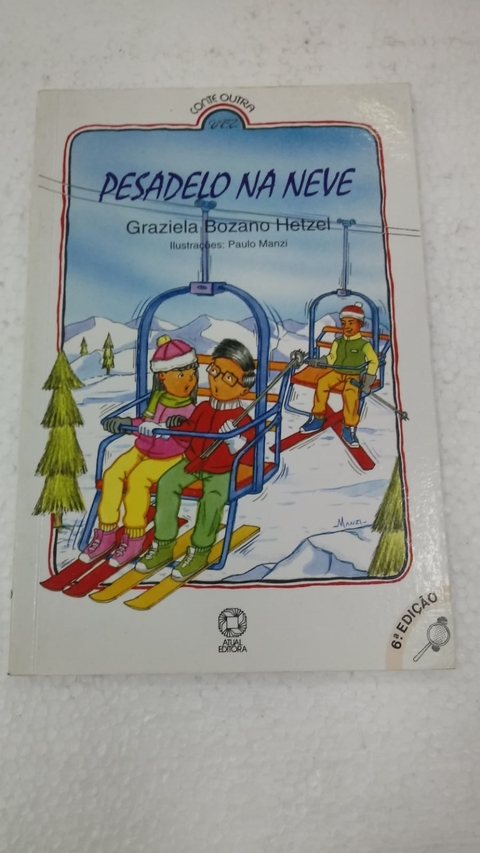 CONTE OUTRA
VEZ
PESADELO NA NEVE
Graziela Bozano Hetzel
Ilustrações: Paulo Manzi
MANZI
ATUAL
EDITORA
6ª EDIÇÃO